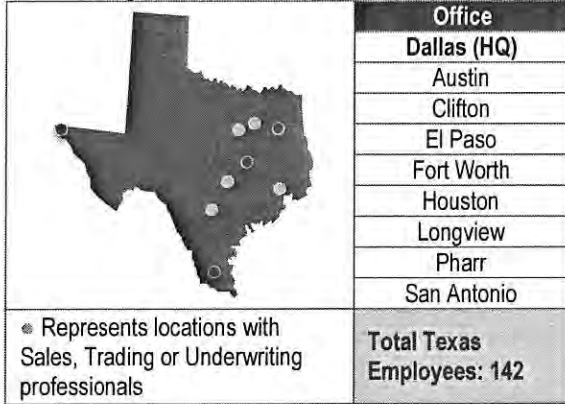 Office
Dallas (HQ)
Austin
Clifton
El Paso
Fort Worth
Houston
Longview
Pharr
San Antonio
Represents locations with
Sales, Trading or Underwriting
professionals
Total Texas
Employees: 142